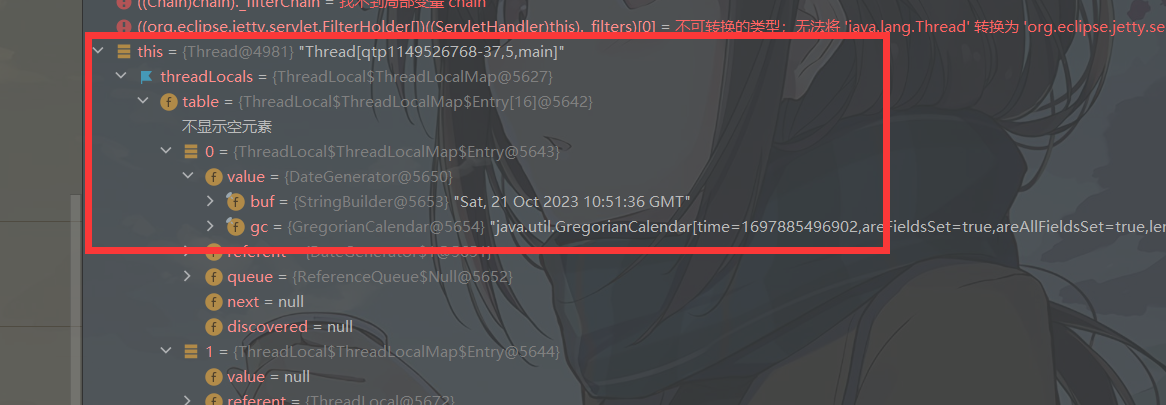 ((Chain)chain)._filterChain = 找不到局部变量 'chain'
((org.eclipse.jetty.servlet.FilterHolder[])((ServletHandler)this)._filters)[0] = 不可转换的类型；无法将 'java.lang.Thread' 转换为 'org.eclipse.jetty.se
this = {Thread@4981} "Thread[qtp1149526768-37,5,main]"
threadLocals = {ThreadLocal$ThreadLocalMap@5627}
table = {ThreadLocal$ThreadLocalMap$Entry[16]@5642}
不显示空元素
0 = {ThreadLocal$ThreadLocalMap$Entry@5643}
value = {DateGenerator@5650}
buf = {StringBuilder@5653} "Sat, 21 Oct 2023 10:51:36 GMT"
gc = {GregorianCalendar@5654} "java.util.GregorianCalendar[time=1697885496902,areFieldsSet=true,areAllFieldsSet=true,len
referent = {DateGenerator$1@5651}
queue = {ReferenceQueue$Null@5652}
next = null
discovered = null
1 = {ThreadLocal$ThreadLocalMap$Entry@5644}
value = null
referent = {ThreadLocal@5672}